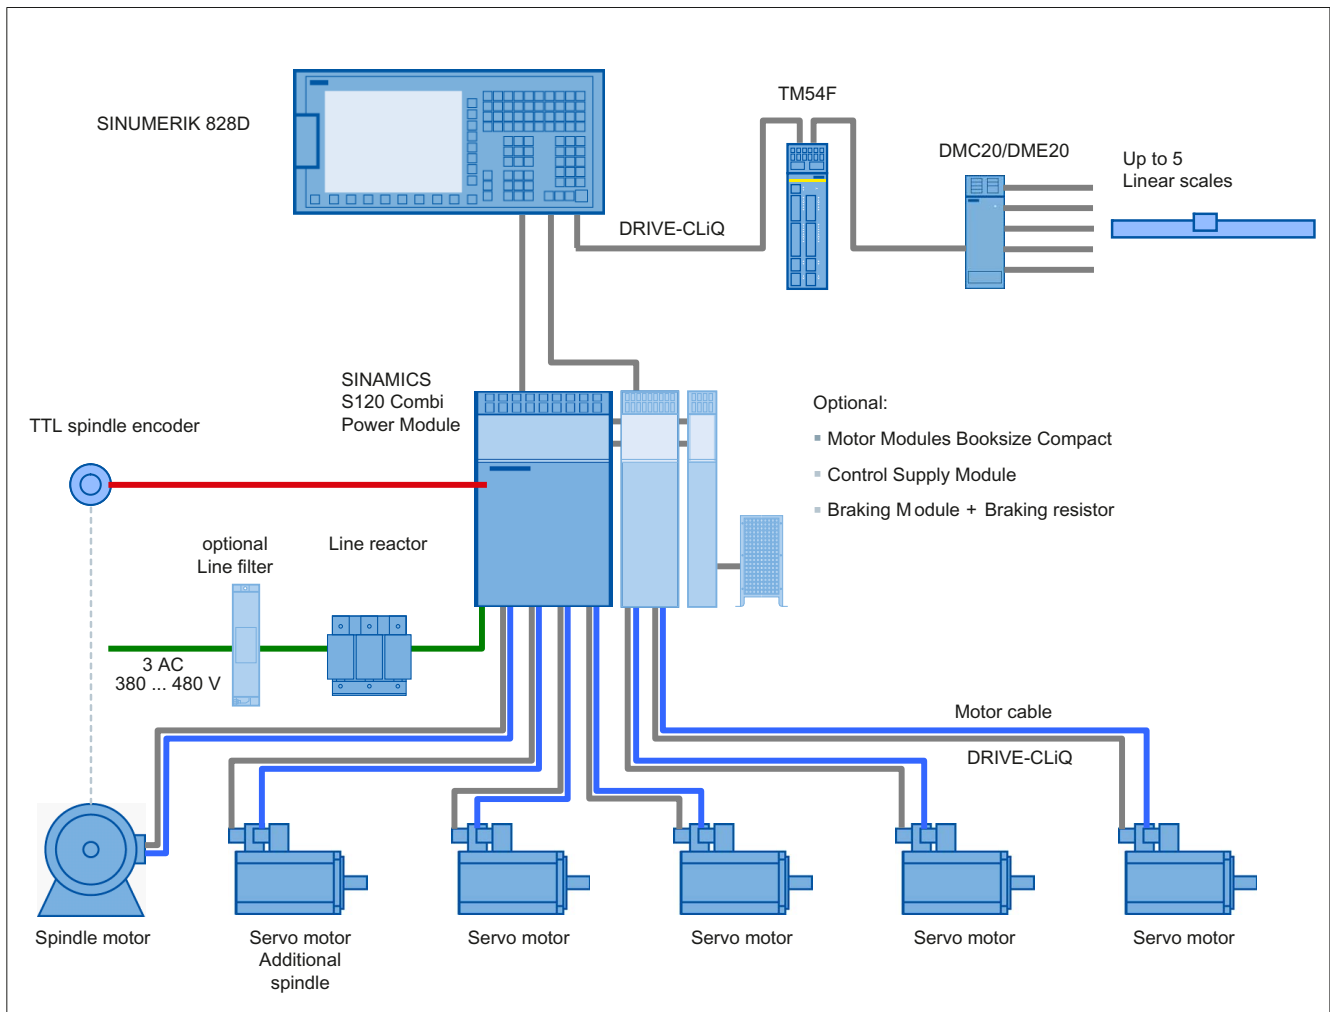 TM54F
SINUMERIK 828D
DMC20/DME20
Up to 5
Linear scales
DRIVE-CLiQ
SINAMICS
S120 Combi
Power Module
TTL spindle encoder
Optional:
Motor Modules Booksize Compact
Control Supply Module
Braking Module + Braking resistor
optional
Line filter
Line reactor
3 AC
380 ... 480 V
Motor cable
DRIVE-CLiQ
Spindle motor
Servo motor
Additional
spindle
Servo motor
Servo motor
Servo motor
Servo motor